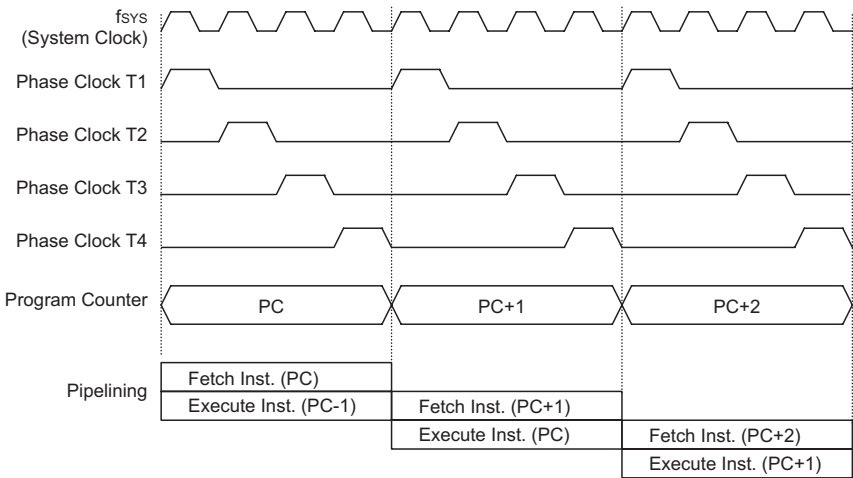 fSYS
(System Clock)
Phase Clock T1
Phase Clock T2
Phase Clock T3
Phase Clock T4
Program Counter
PC
PC+1
PC+2
Pipelining
Fetch Inst. (PC)
Execute Inst. (PC-1)
Fetch Inst. (PC+1)
Execute Inst. (PC)
Fetch Inst. (PC+2)
Execute Inst. (PC+1)